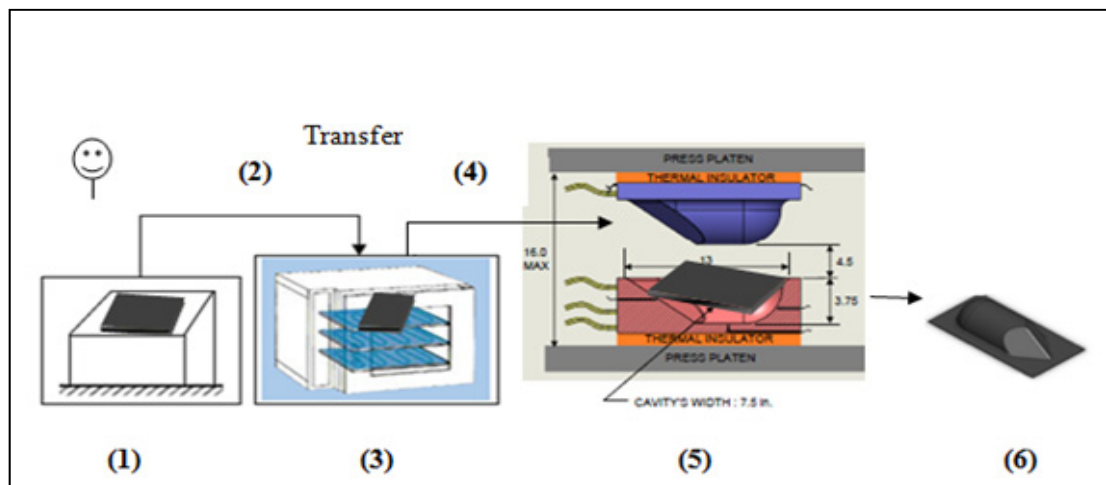 Transfer
(2)
(4)
PRESS PLATEN
THERMAL INSULATOR
16.0
MAX
13
4.5
3.75
THERMAL INSULATOR
PRESS PLATEN
CAVITY'S WIDTH : 7.5 in.
(1)
(3)
(5)
(6)